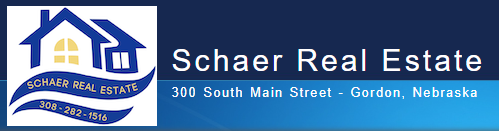 SCHAER REAL ESTATE
308-282-1516
Schaer Real Estate
300 South Main Street - Gordon, Nebraska